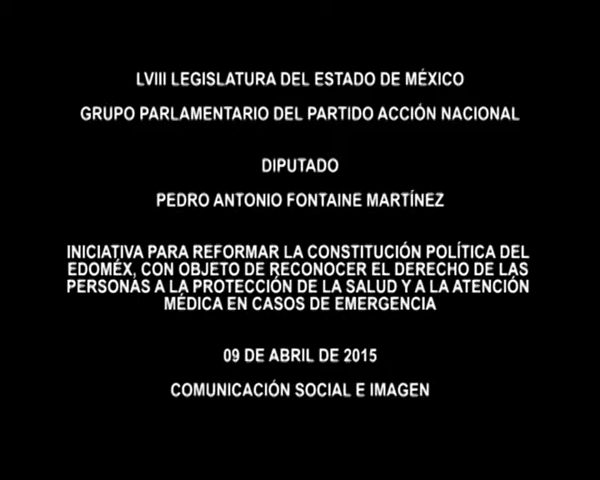 LVIII LEGISLATURA DEL ESTADO DE MÉXICO
GRUPO PARLAMENTARIO DEL PARTIDO ACCIÓN NACIONAL
DIPUTADO
PEDRO ANTONIO FONTAINE MARTÍNEZ
INICIATIVA PARA REFORMAR LA CONSTITUCIÓN POLÍTICA DEL
EDOMÉX, CON OBJETO DE RECONOCER EL DERECHO DE LAS
PERSONAS A LA PROTECCIÓN DE LA SALUD Y A LA ATENCIÓN
MÉDICA EN CASOS DE EMERGENCIA
09 DE ABRIL DE 2015
COMUNICACIÓN SOCIAL E IMAGEN